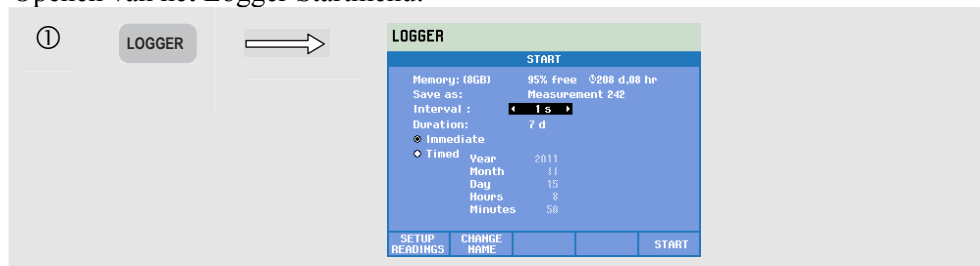 Openen van het Logger Startmenu:
① LOGGER
LOGGER
START
Memory: (8GB) 95% free 208 d,08 hr
Save as: Measurement 242
Interval : 1 s
Duration: 7 d
Immediate
Timed
Year 2011
Month 11
Day 15
Hours 8
Minutes 50
SETUP READINGS
CHANGE NAME
START